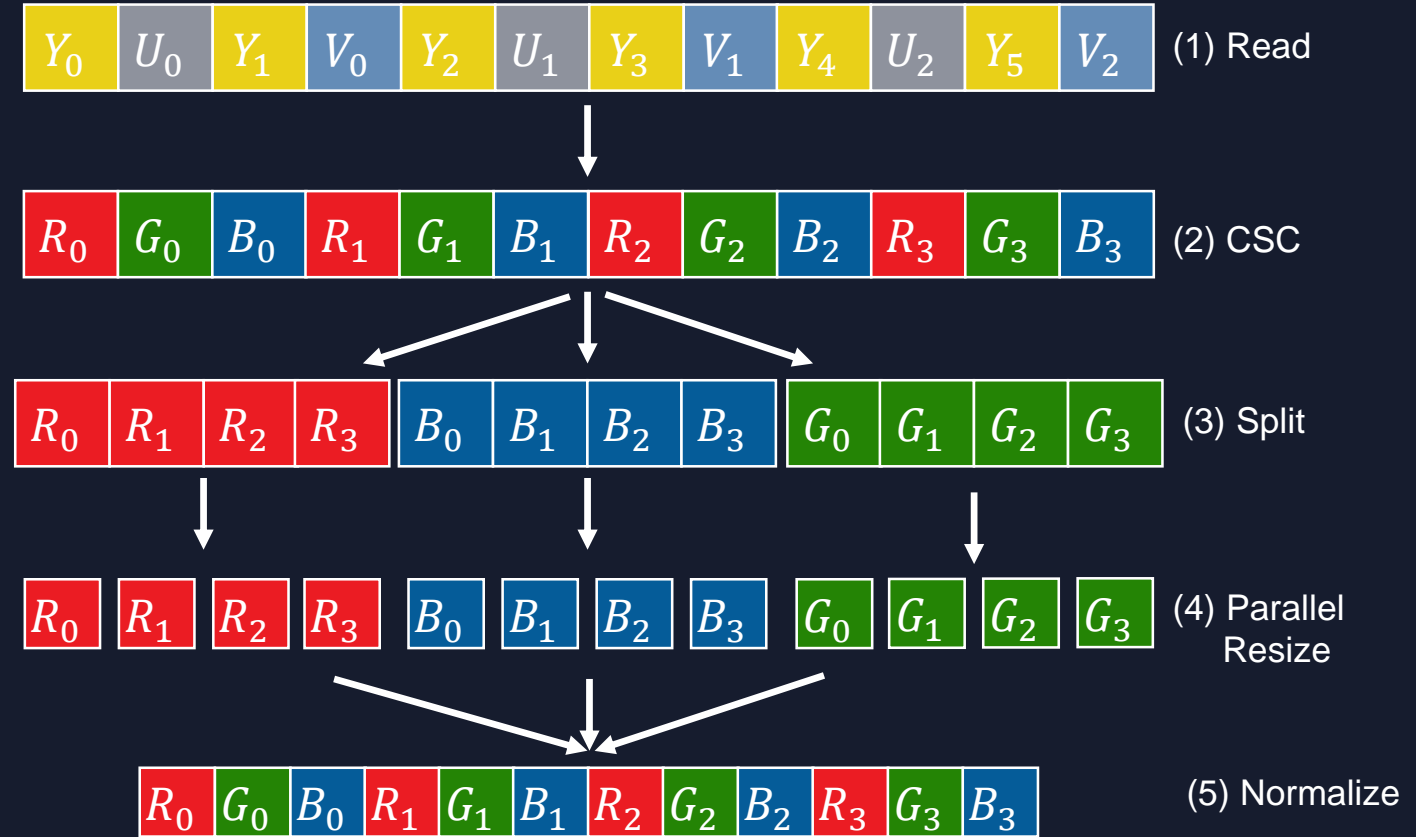 Y₀ U₀ Y₁ V₀ Y₂ U₁ Y₃ V₁ Y₄ U₂ Y₅ V₂ (1) Read
R₀ G₀ B₀ R₁ G₁ B₁ R₂ G₂ B₂ R₃ G₃ B₃ (2) CSC
R₀ R₁ R₂ R₃ B₀ B₁ B₂ B₃ G₀ G₁ G₂ G₃ (3) Split
R₀ R₁ R₂ R₃ B₀ B₁ B₂ B₃ G₀ G₁ G₂ G₃ (4) Parallel
Resize
R₀ G₀ B₀ R₁ G₁ B₁ R₂ G₂ B₂ R₃ G₃ B₃ (5) Normalize